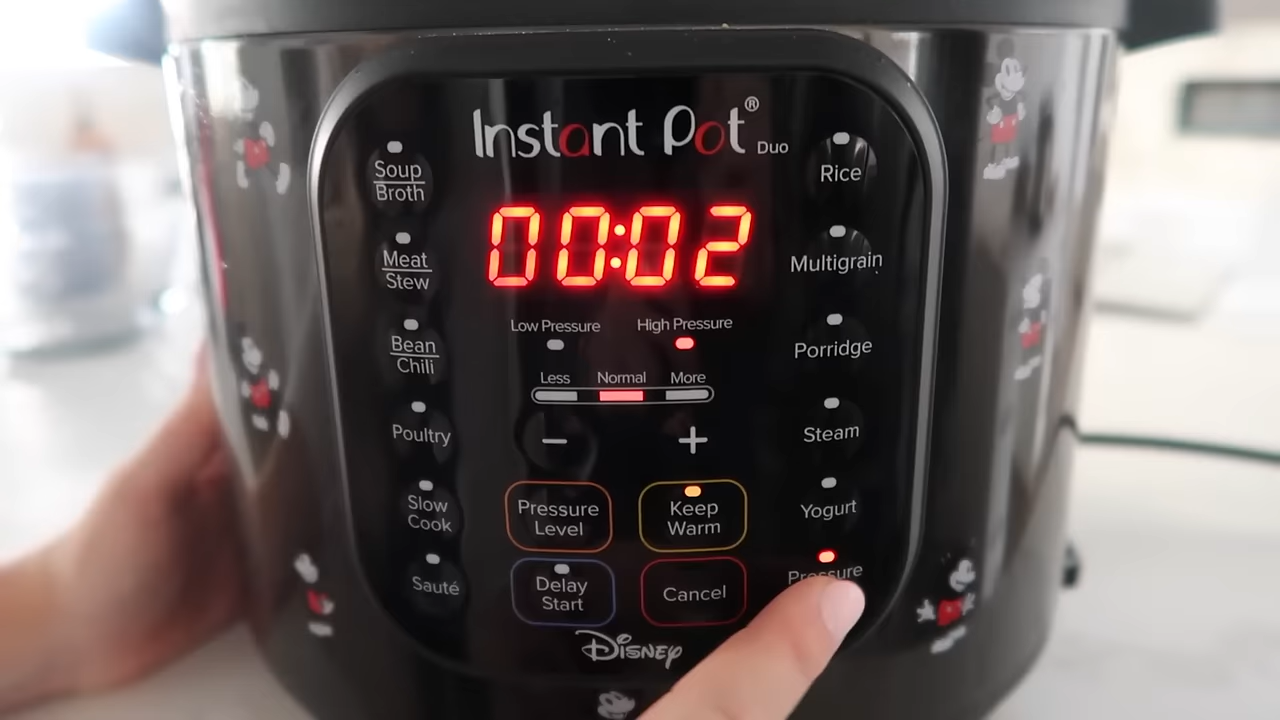 Instant Pot® Duo
Soup
Broth
Meat
Stew
Bean
Chili
Poultry
Slow
Cook
Sauté
00:02
Low Pressure
High Pressure
Less
Normal
More
−
+
Pressure
Level
Keep
Warm
Delay
Start
Cancel
Rice
Multigrain
Porridge
Steam
Yogurt
Pressure
Disney